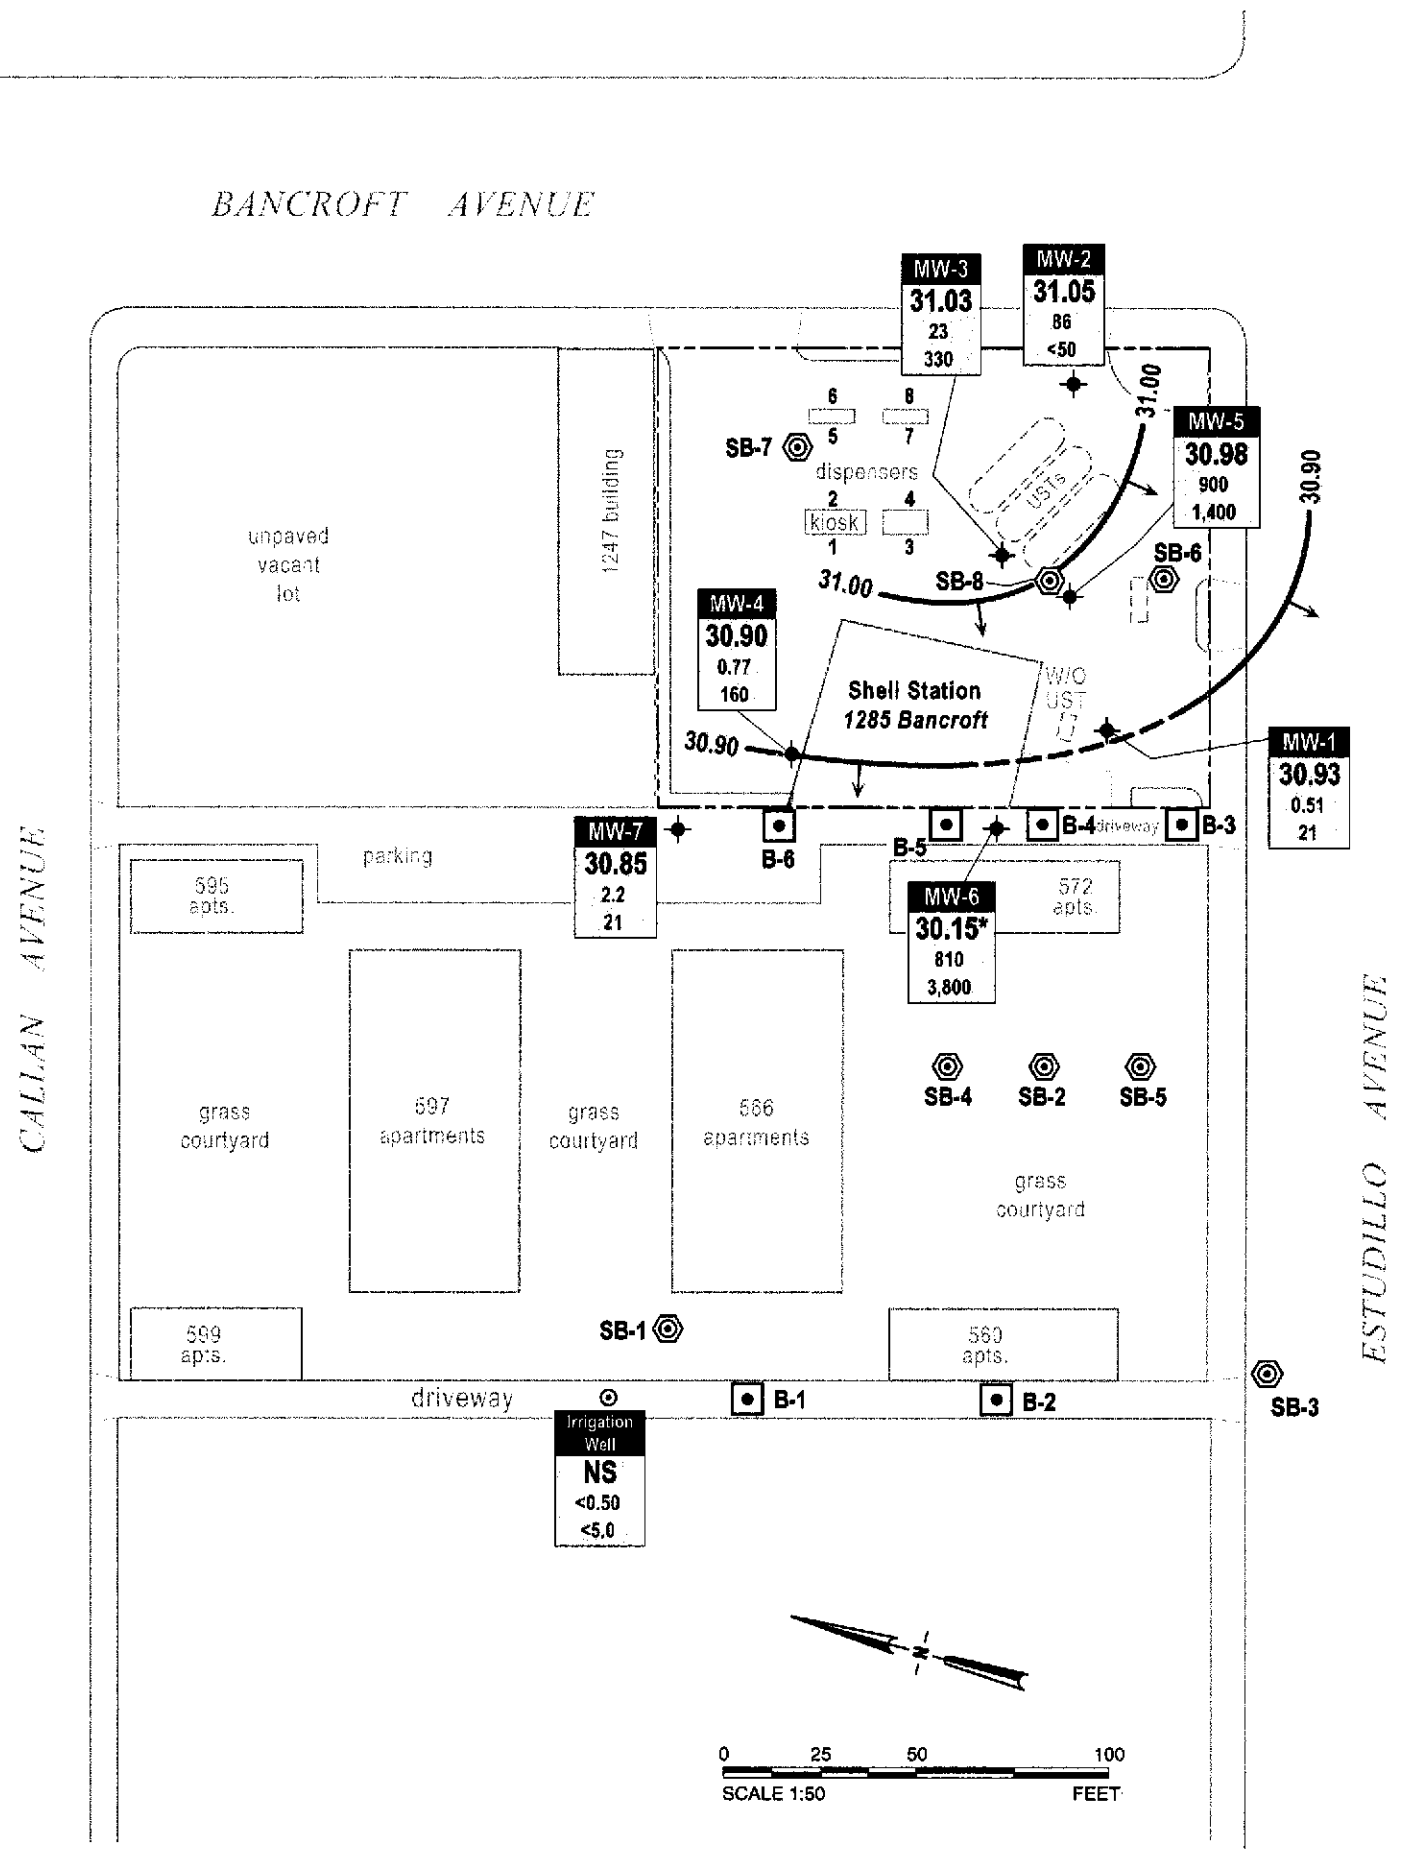 BANCROFT AVENUE
MW-3
31.03
23
330
MW-2
31.05
86
<50
31.00
MW-5
30.98
900
1,400
30.90
6
8
5
7
SB-7
dispensers
2
4
kiosk
1
3
USTs
1247 building
unpaved
vacant
lot
SB-6
SB-8
31.00
MW-4
30.90
0.77
160
Shell Station
1285 Bancroft
W/O
UST
30.90
MW-1
30.93
0.51
21
MW-7
30.85
2.2
21
B-6
B-5
B-4
driveway
B-3
parking
595
apts.
MW-6
30.15*
810
3,800
572
apts.
CALLAN AVENUE
ESTUDILLO AVENUE
SB-4
SB-2
SB-5
grass
courtyard
597
apartments
grass
courtyard
566
apartments
grass
courtyard
SB-1
599
apts.
560
apts.
SB-3
driveway
B-1
B-2
Irrigation
Well
NS
<0.50
<5.0
N
0 25 50 100
SCALE 1:50 FEET